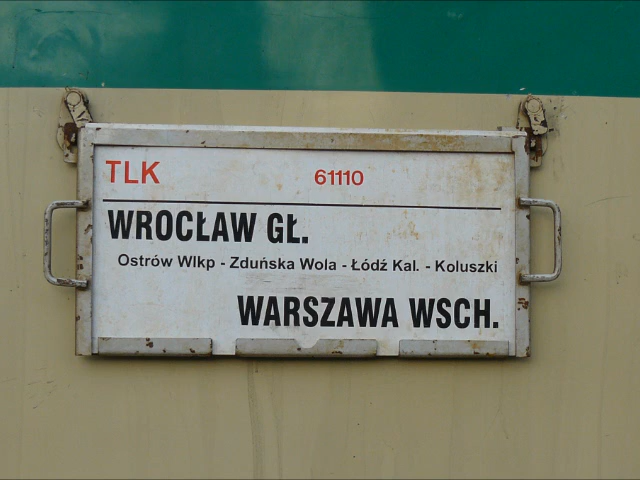 TLK 61110
WROCŁAW GŁ.
Ostrów Wlkp - Zduńska Wola - Łódź Kal. - Koluszki
WARSZAWA WSCH.